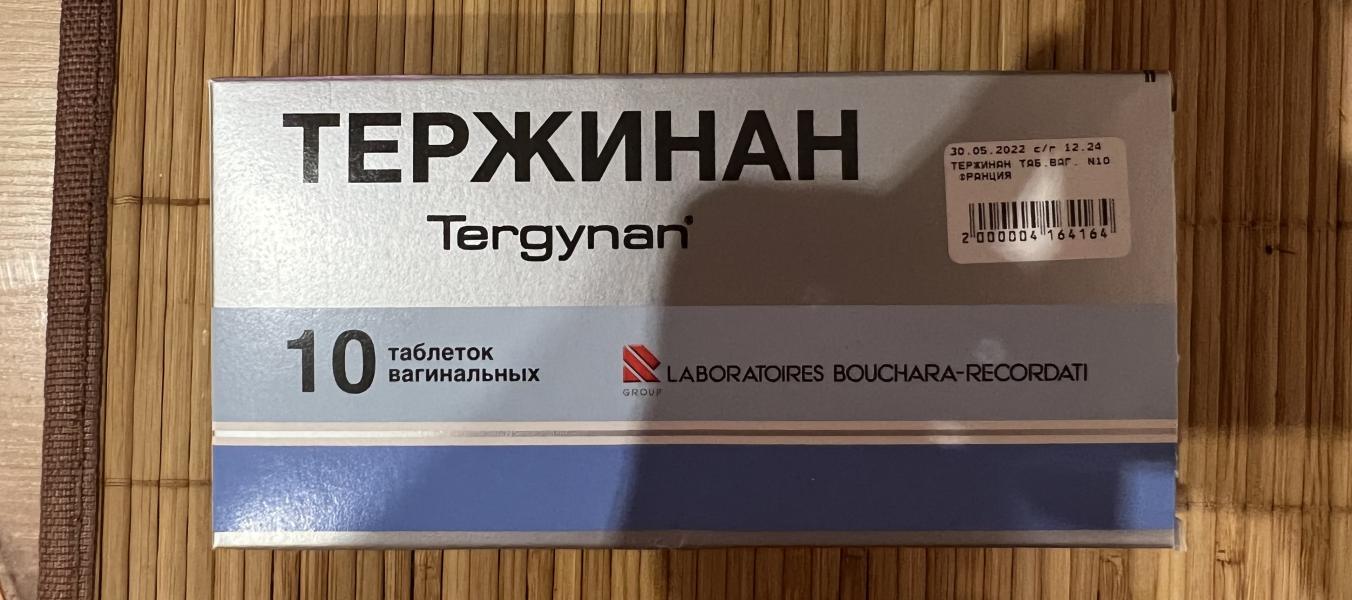 ТЕРЖИНАН
Tergynan®
30.05.2022 с/г 12.24
ТЕРЖИНАН ТАБ.ВАГ. N10
ФРАНЦИЯ
2 000004 164164
10 таблеток
вагинальных
GROUP
LABORATOIRES BOUCHARA-RECORDATI